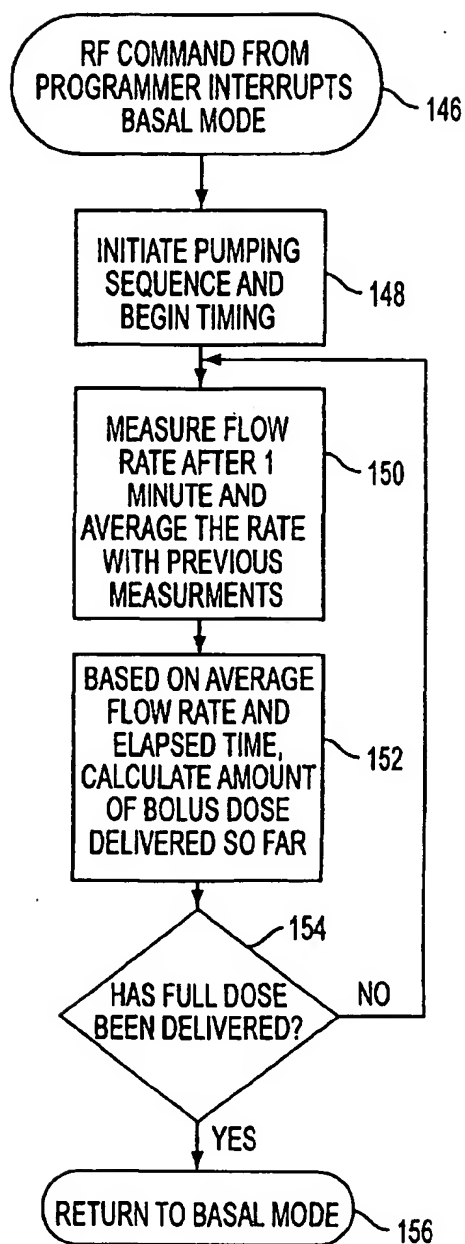 RF COMMAND FROM
PROGRAMMER INTERRUPTS
BASAL MODE
146
INITIATE PUMPING
SEQUENCE AND
BEGIN TIMING
148
MEASURE FLOW
RATE AFTER 1
MINUTE AND
AVERAGE THE RATE
WITH PREVIOUS
MEASURMENTS
150
BASED ON AVERAGE
FLOW RATE AND
ELAPSED TIME,
CALCULATE AMOUNT
OF BOLUS DOSE
DELIVERED SO FAR
152
154
HAS FULL DOSE
BEEN DELIVERED?
NO
YES
RETURN TO BASAL MODE
156